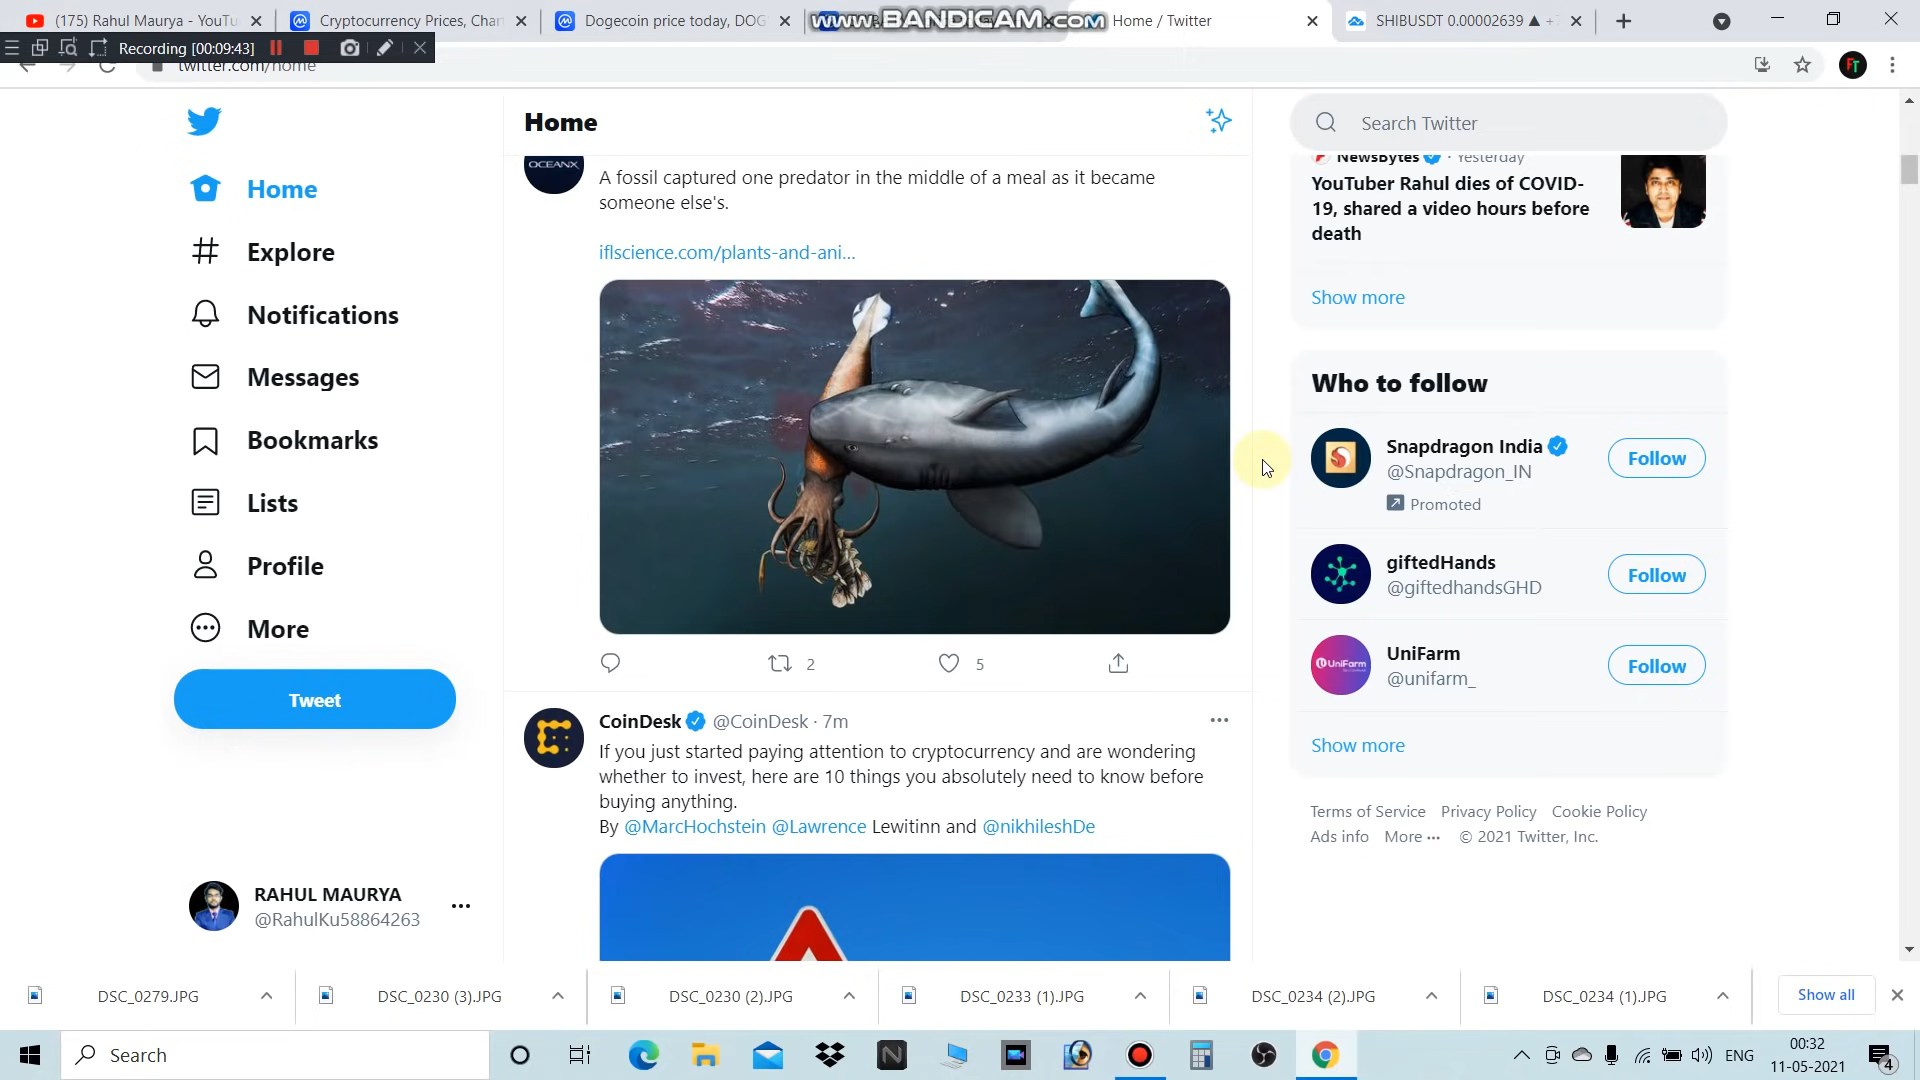 (175) Rahul Maurya - YouTu
Cryptocurrency Prices, Char
Dogecoin price today, DOG
www.BANDICAM.com
Home / Twitter
SHIBUSDT 0.00002639 ▲ +
Recording [00:09:43]
twitter.com/home
Home
Search Twitter
Home
Explore
Notifications
Messages
Bookmarks
Lists
Profile
More
Tweet
RAHUL MAURYA
@RahulKu58864263
OCEANX
A fossil captured one predator in the middle of a meal as it became
someone else's.
iflscience.com/plants-and-ani...
2
5
CoinDesk @CoinDesk · 7m
If you just started paying attention to cryptocurrency and are wondering
whether to invest, here are 10 things you absolutely need to know before
buying anything.
By @MarcHochstein @Lawrence Lewitinn and @nikhileshDe
NewsBytes · Yesterday
YouTuber Rahul dies of COVID-
19, shared a video hours before
death
Show more
Who to follow
Snapdragon India
@Snapdragon_IN
Promoted
Follow
giftedHands
@giftedhandsGHD
Follow
UniFarm
UniFarm
@unifarm_
Follow
Show more
Terms of Service Privacy Policy Cookie Policy
Ads info More ··· © 2021 Twitter, Inc.
DSC_0279.JPG
DSC_0230 (3).JPG
DSC_0230 (2).JPG
DSC_0233 (1).JPG
DSC_0234 (2).JPG
DSC_0234 (1).JPG
Show all
Search
ENG
00:32
11-05-2021
4